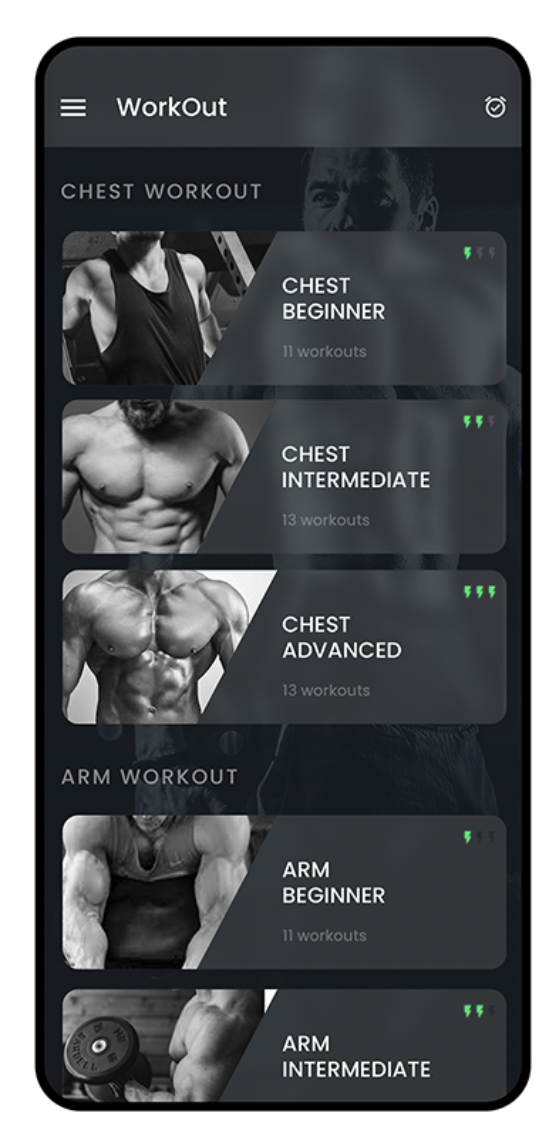 WorkOut
CHEST WORKOUT
CHEST
BEGINNER
11 workouts
CHEST
INTERMEDIATE
13 workouts
CHEST
ADVANCED
13 workouts
ARM WORKOUT
ARM
BEGINNER
11 workouts
ARM
INTERMEDIATE